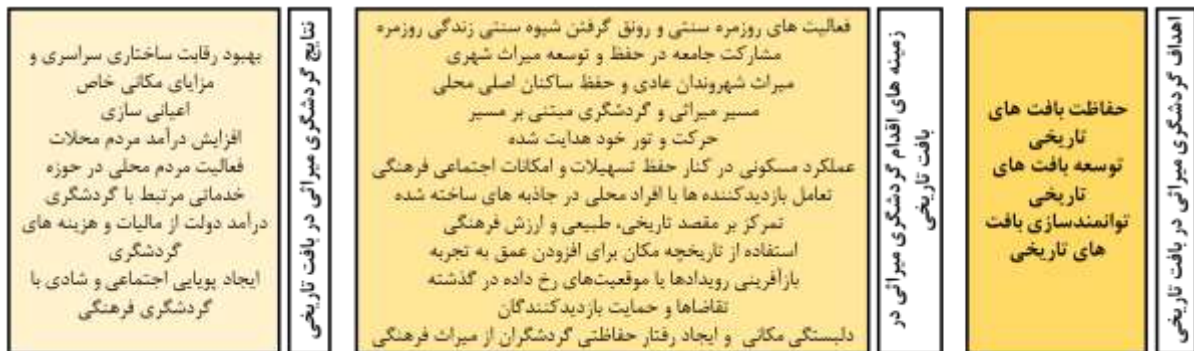 اهداف گردشگری میراثی در بافت تاریخی
حفاظت بافت های
تاریخی
توسعه بافت های
تاریخی
توانمندسازی بافت
های تاریخی
زمینه های اقدام گردشگری میراثی در
بافت تاریخی
فعالیت های روزمره سنتی و رونق گرفتن شیوه سنتی زندگی روزمره
مشارکت جامعه در حفظ و توسعه میراث شهری
میراث شهروندان عادی و حفظ ساکنان اصلی محلی
مسیر میراثی و گردشگری مبتنی بر مسیر
حرکت و تور خود هدایت شده
عملکرد مسکونی در کنار حفظ تسهیلات و امکانات اجتماعی فرهنگی
تعامل بازدیدکننده ها با افراد محلی در جاذبه های ساخته شده
تمرکز بر مقصد تاریخی، طبیعی و ارزش فرهنگی
استفاده از تاریخچه مکان برای افزودن عمق به تجربه
بازآفرینی رویدادها یا موقعیت‌های رخ داده در گذشته
تقاضاها و حمایت بازدیدکنندگان
دلبستگی مکانی و ایجاد رفتار حفاظتی گردشگران از میراث فرهنگی
نتایج گردشگری میراثی در بافت تاریخی
بهبود رقابت ساختاری سراسری و
مزایای مکانی خاص
اعیانی سازی
افزایش درآمد مردم محلات
فعالیت مردم محلی در حوزه
خدماتی مرتبط با گردشگری
درآمد دولت از مالیات و هزینه های
گردشگری
ایجاد پویایی اجتماعی و شادی با
گردشگری فرهنگی